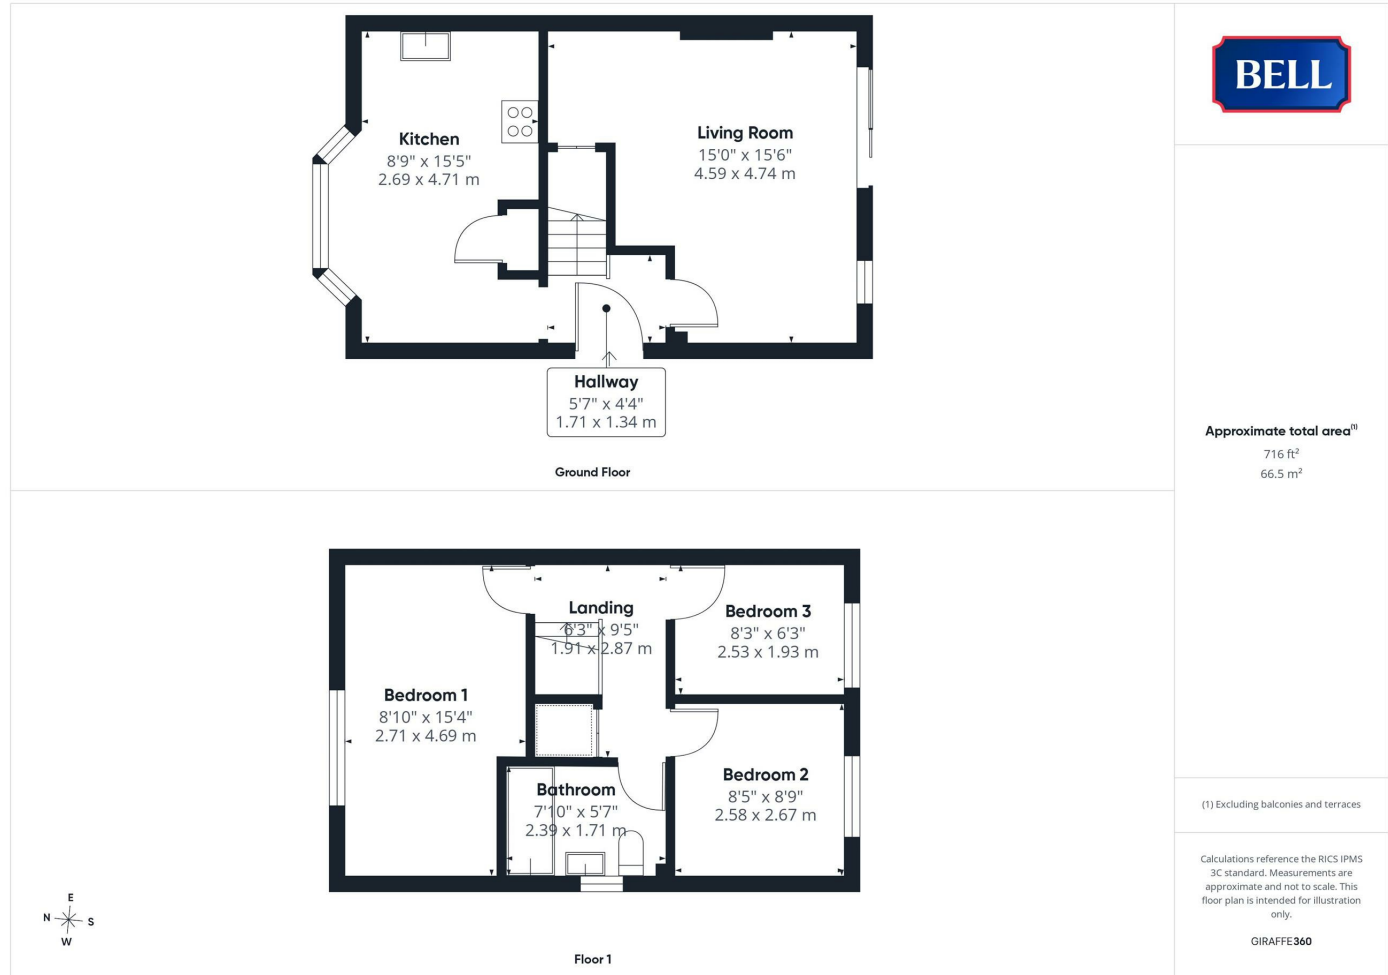 Kitchen
8'9" x 15'5"
2.69 x 4.71 m
Living Room
15'0" x 15'6"
4.59 x 4.74 m
Hallway
5'7" x 4'4"
1.71 x 1.34 m
Ground Floor
Landing
6'3" x 9'5"
1.91 x 2.87 m
Bedroom 3
8'3" x 6'3"
2.53 x 1.93 m
Bedroom 1
8'10" x 15'4"
2.71 x 4.69 m
Bathroom
7'10" x 5'7"
2.39 x 1.71 m
Bedroom 2
8'5" x 8'9"
2.58 x 2.67 m
E
N
S
W
Floor 1
BELL
Approximate total area(1)
716 ft²
66.5 m²
(1) Excluding balconies and terraces
Calculations reference the RICS IPMS
3C standard. Measurements are
approximate and not to scale. This
floor plan is intended for illustration
only.
GIRAFFE360